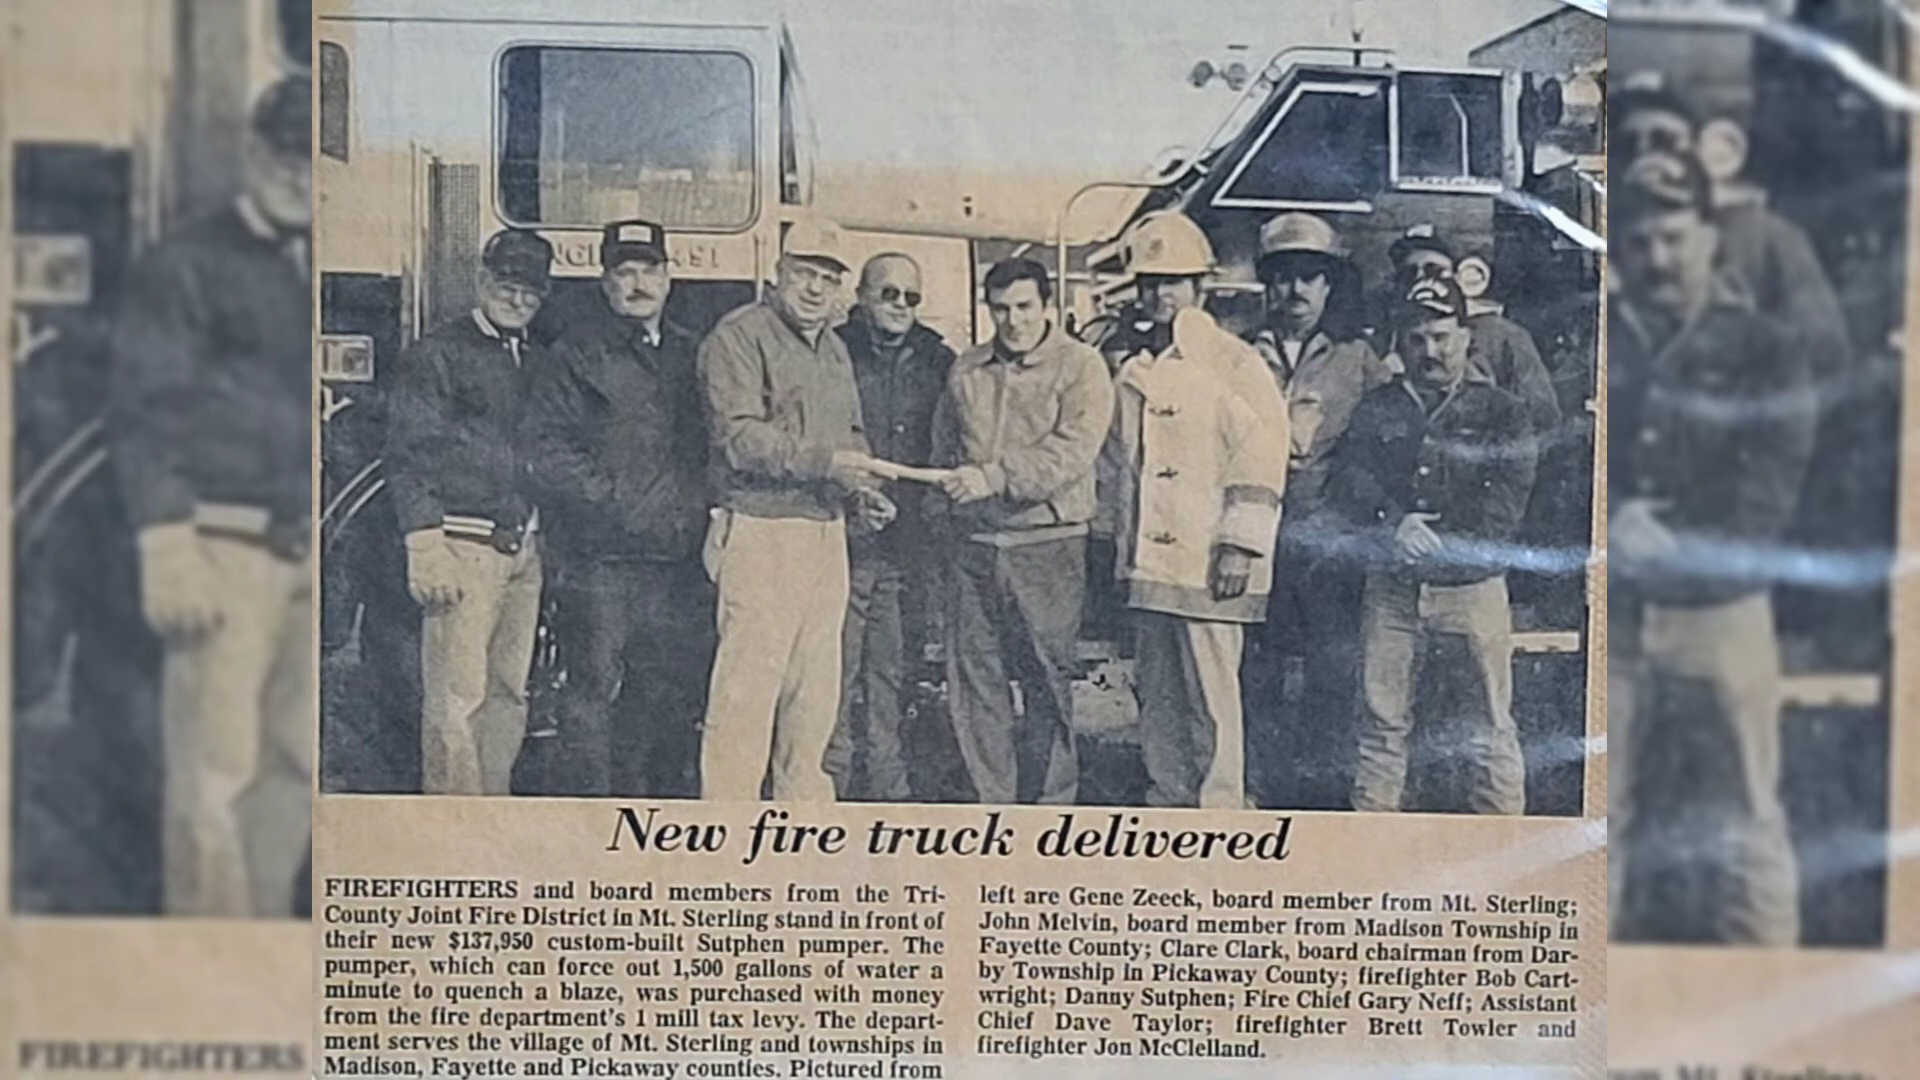 New fire truck delivered
FIREFIGHTERS and board members from the Tri-
County Joint Fire District in Mt. Sterling stand in front of
their new $137,950 custom-built Sutphen pumper. The
pumper, which can force out 1,500 gallons of water a
minute to quench a blaze, was purchased with money
from the fire department's 1 mill tax levy. The depart-
ment serves the village of Mt. Sterling and townships in
Madison, Fayette and Pickaway counties. Pictured from
left are Gene Zeeck, board member from Mt. Sterling;
John Melvin, board member from Madison Township in
Fayette County; Clare Clark, board chairman from Dar-
by Township in Pickaway County; firefighter Bob Cart-
wright; Danny Sutphen; Fire Chief Gary Neff; Assistant
Chief Dave Taylor; firefighter Brett Towler and
firefighter Jon McClelland.
FIREFIGHTERS